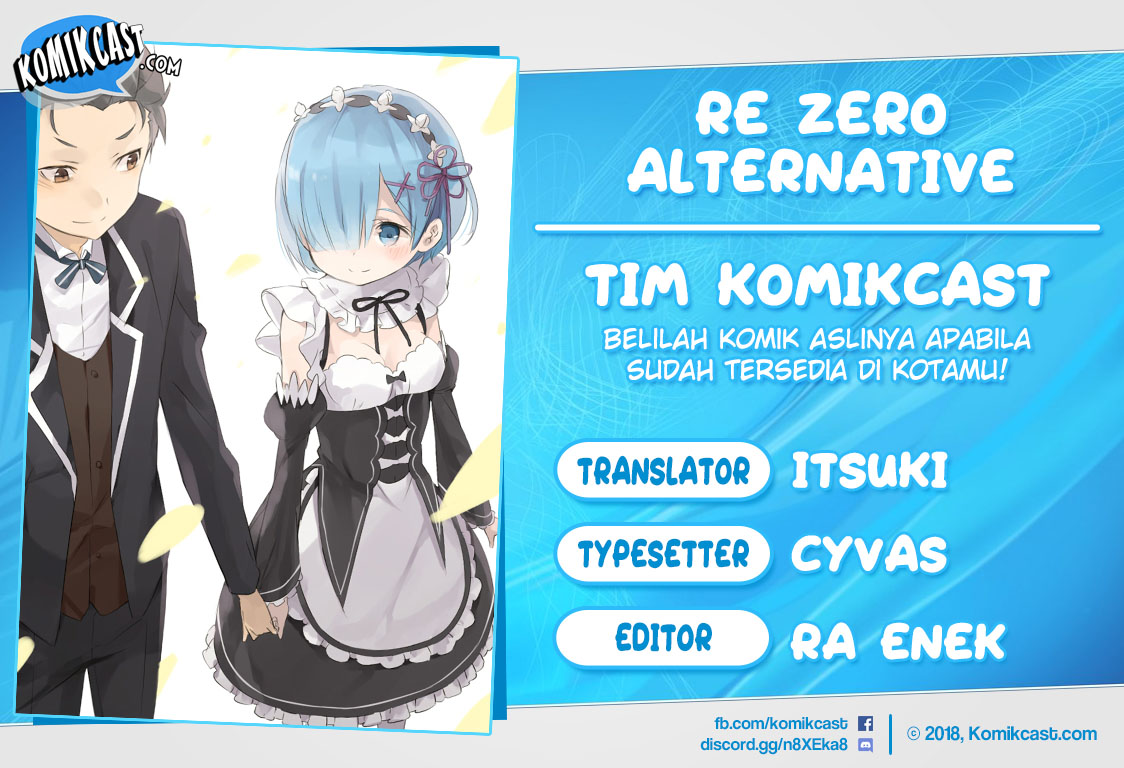 KOMIKCAST
.COM
RE ZERO
ALTERNATIVE
TIM KOMIKCAST
BELILAH KOMIK ASLINYA APABILA
SUDAH TERSEDIA DI KOTAMU!
TRANSLATOR ITSUKI
TYPESETTER CYVAS
EDITOR RA ENEK
fb.com/komikcast
discord.gg/n8XEka8
© 2018, Komikcast.com